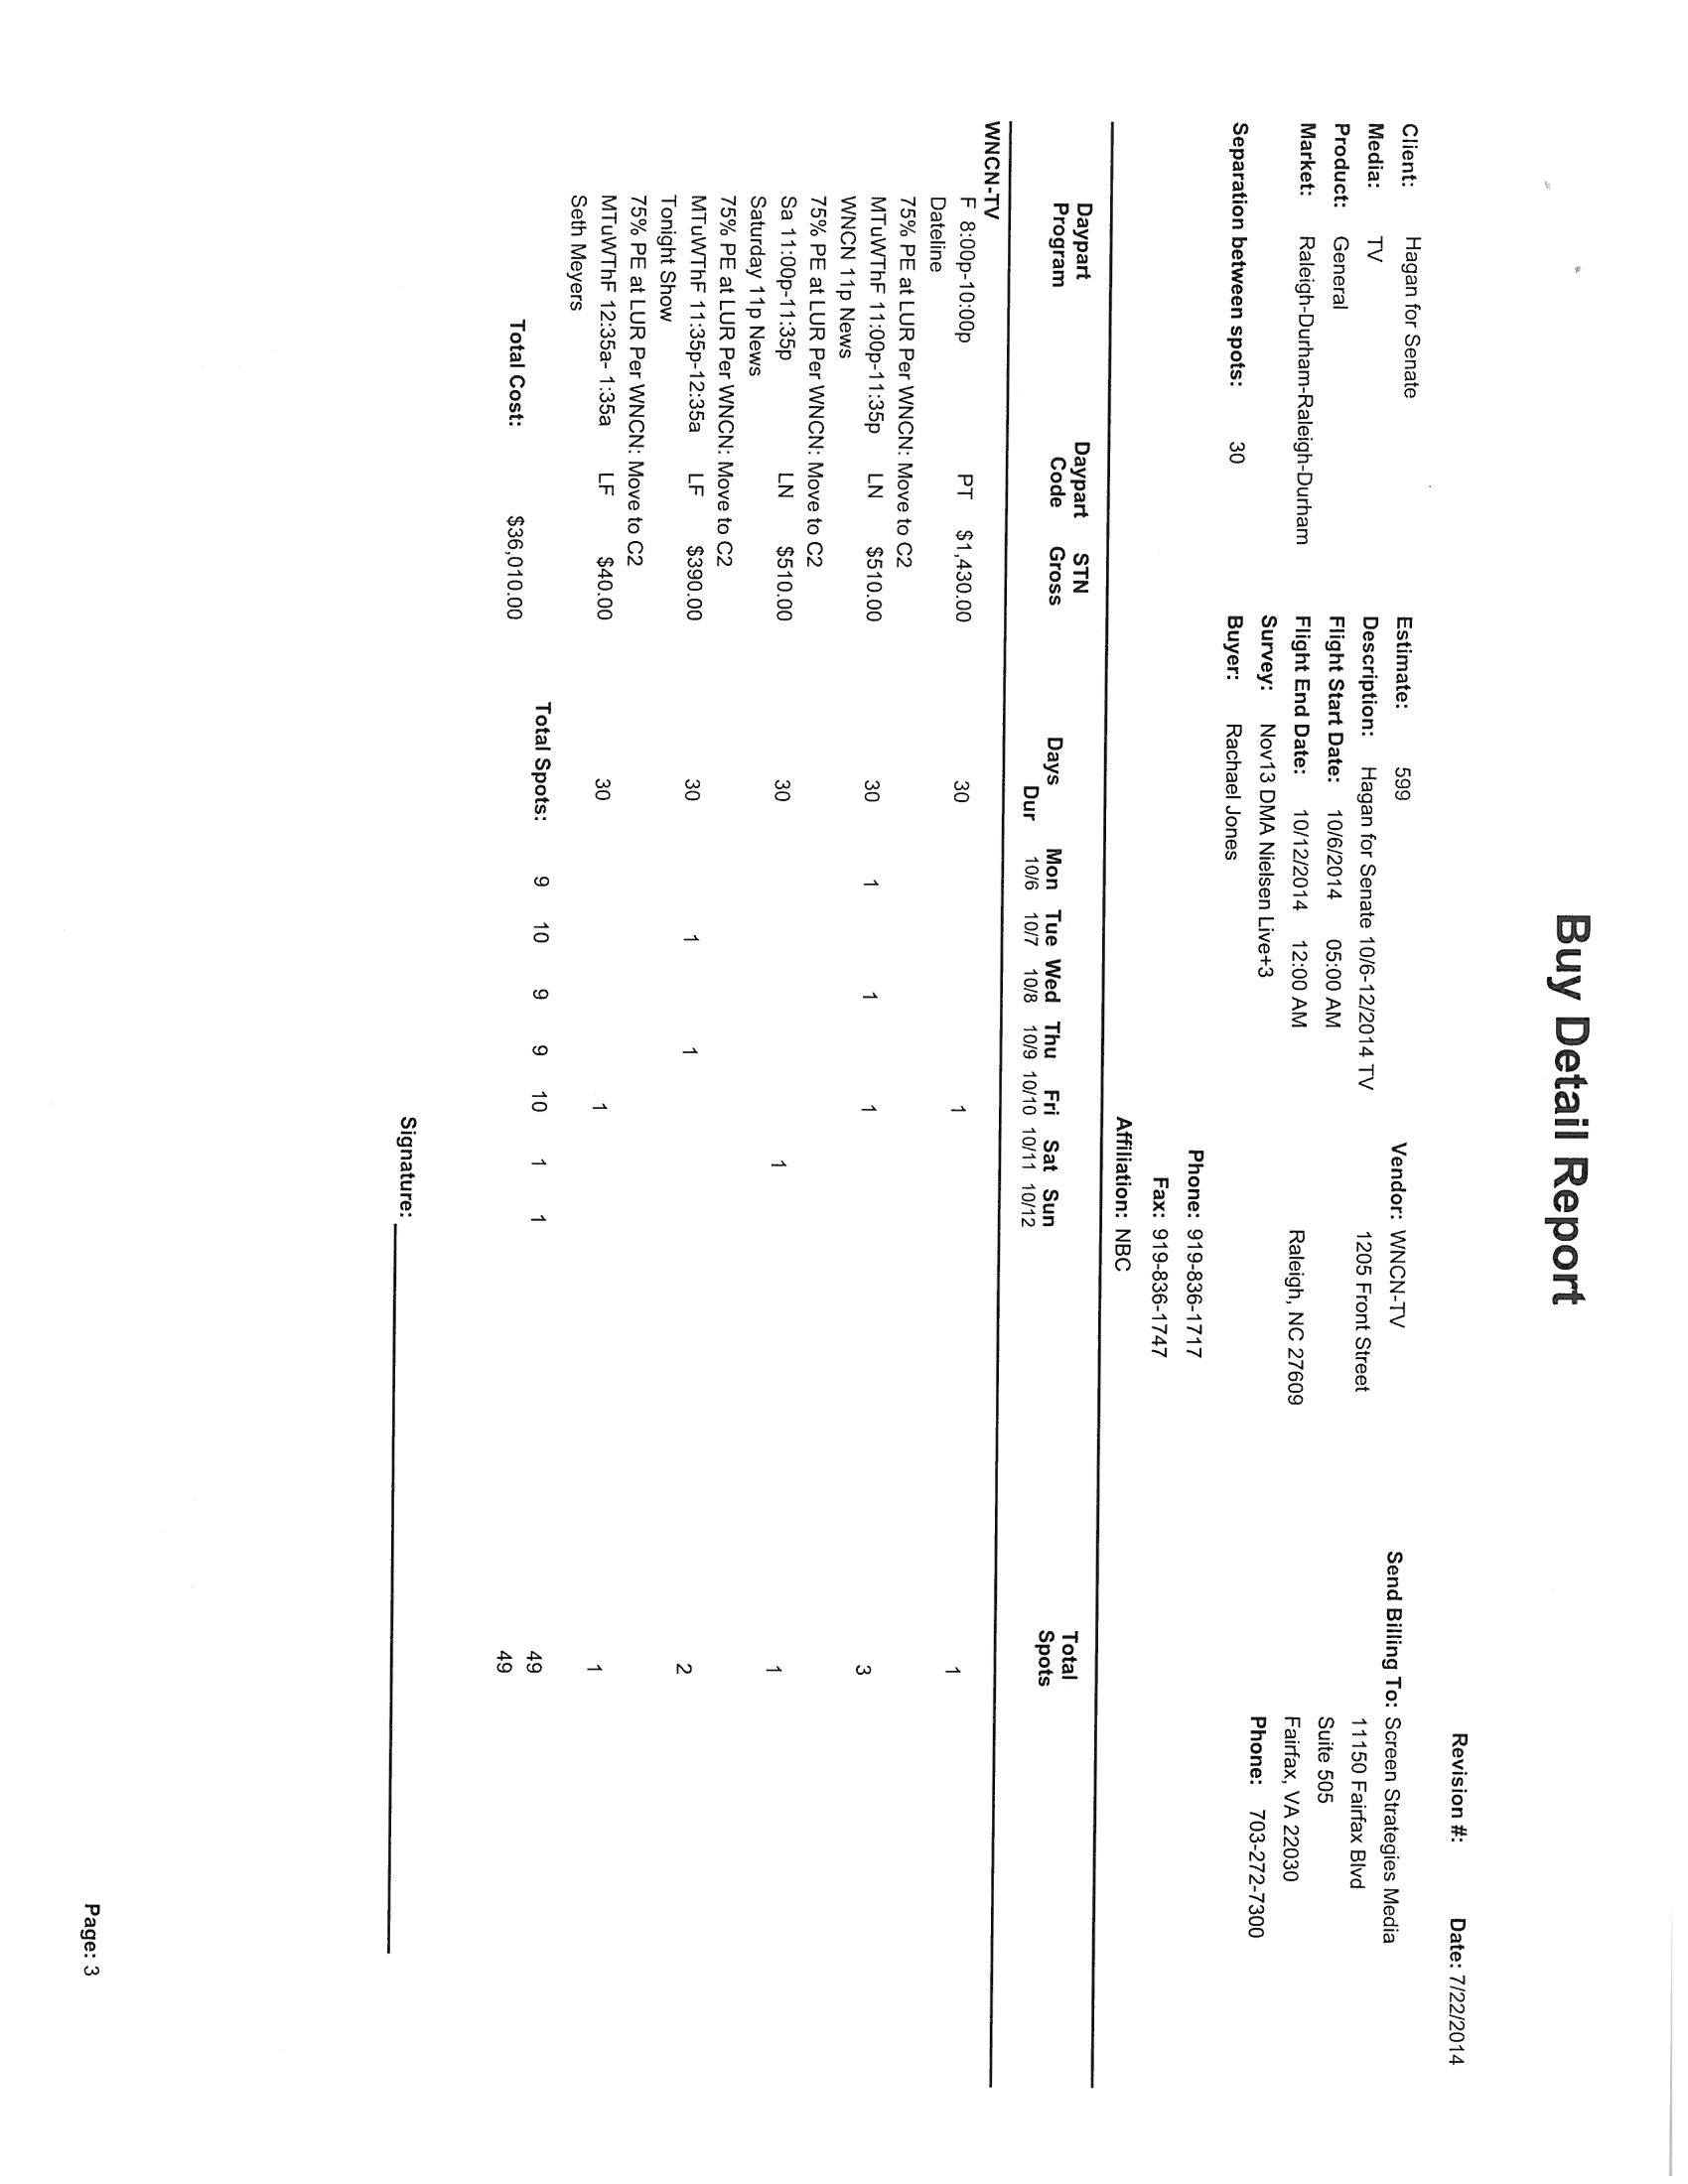 Buy Detail Report
Revision #: Date: 7/22/2014
Client: Hagan for Senate
Media: TV
Product: General
Market: Raleigh-Durham-Raleigh-Durham
Separation between spots: 30
Estimate: 599
Description: Hagan for Senate 10/6-12/2014 TV
Flight Start Date: 10/6/2014 05:00 AM
Flight End Date: 10/12/2014 12:00 AM
Survey: Nov13 DMA Nielsen Live+3
Buyer: Rachael Jones
Vendor: WNCN-TV
1205 Front Street
Raleigh, NC 27609
Phone: 919-836-1717
Fax: 919-836-1747
Affiliation: NBC
Send Billing To: Screen Strategies Media
11150 Fairfax Blvd
Suite 505
Fairfax, VA 22030
Phone: 703-272-7300
Daypart Daypart STN Days Mon Tue Wed Thu Fri Sat Sun Total
Program Code Gross Dur 10/6 10/7 10/8 10/9 10/10 10/11 10/12 Spots
WNCN-TV
F 8:00p-10:00p PT $1,430.00 30 1 1
Dateline
75% PE at LUR Per WNCN: Move to C2
MTuWThF 11:00p-11:35p LN $510.00 30 1 1 1 3
WNCN 11p News
75% PE at LUR Per WNCN: Move to C2
Sa 11:00p-11:35p LN $510.00 30 1 1
Saturday 11p News
75% PE at LUR Per WNCN: Move to C2
MTuWThF 11:35p-12:35a LF $390.00 30 1 1 2
Tonight Show
75% PE at LUR Per WNCN: Move to C2
MTuWThF 12:35a- 1:35a LF $40.00 30 1 1
Seth Meyers
Total Spots: 9 10 9 9 10 1 1 49
Total Cost: $36,010.00 49
Signature:
Page: 3